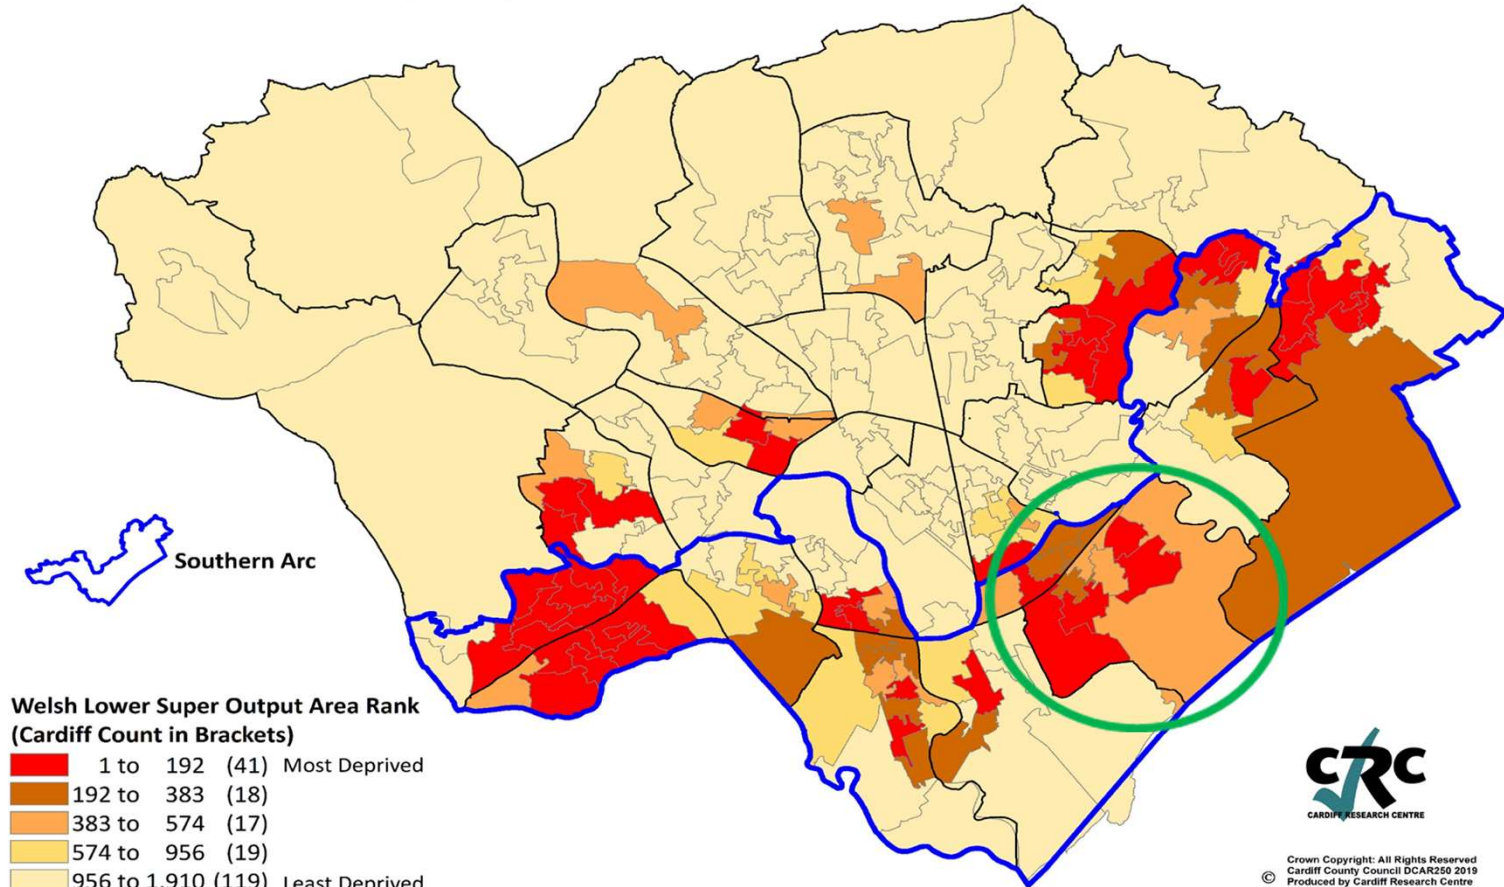 Southern Arc
Welsh Lower Super Output Area Rank
(Cardiff Count in Brackets)
1 to 192 (41) Most Deprived
192 to 383 (18)
383 to 574 (17)
574 to 956 (19)
956 to 1,910 (119) Least Deprived
CRC
CARDIFF RESEARCH CENTRE
Crown Copyright: All Rights Reserved
Cardiff County Council DCAR250 2019
© Produced by Cardiff Research Centre